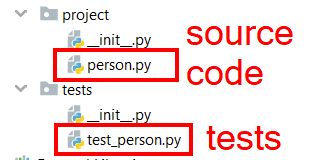 project
__init__.py
person.py
source
code
tests
__init__.py
test_person.py
tests